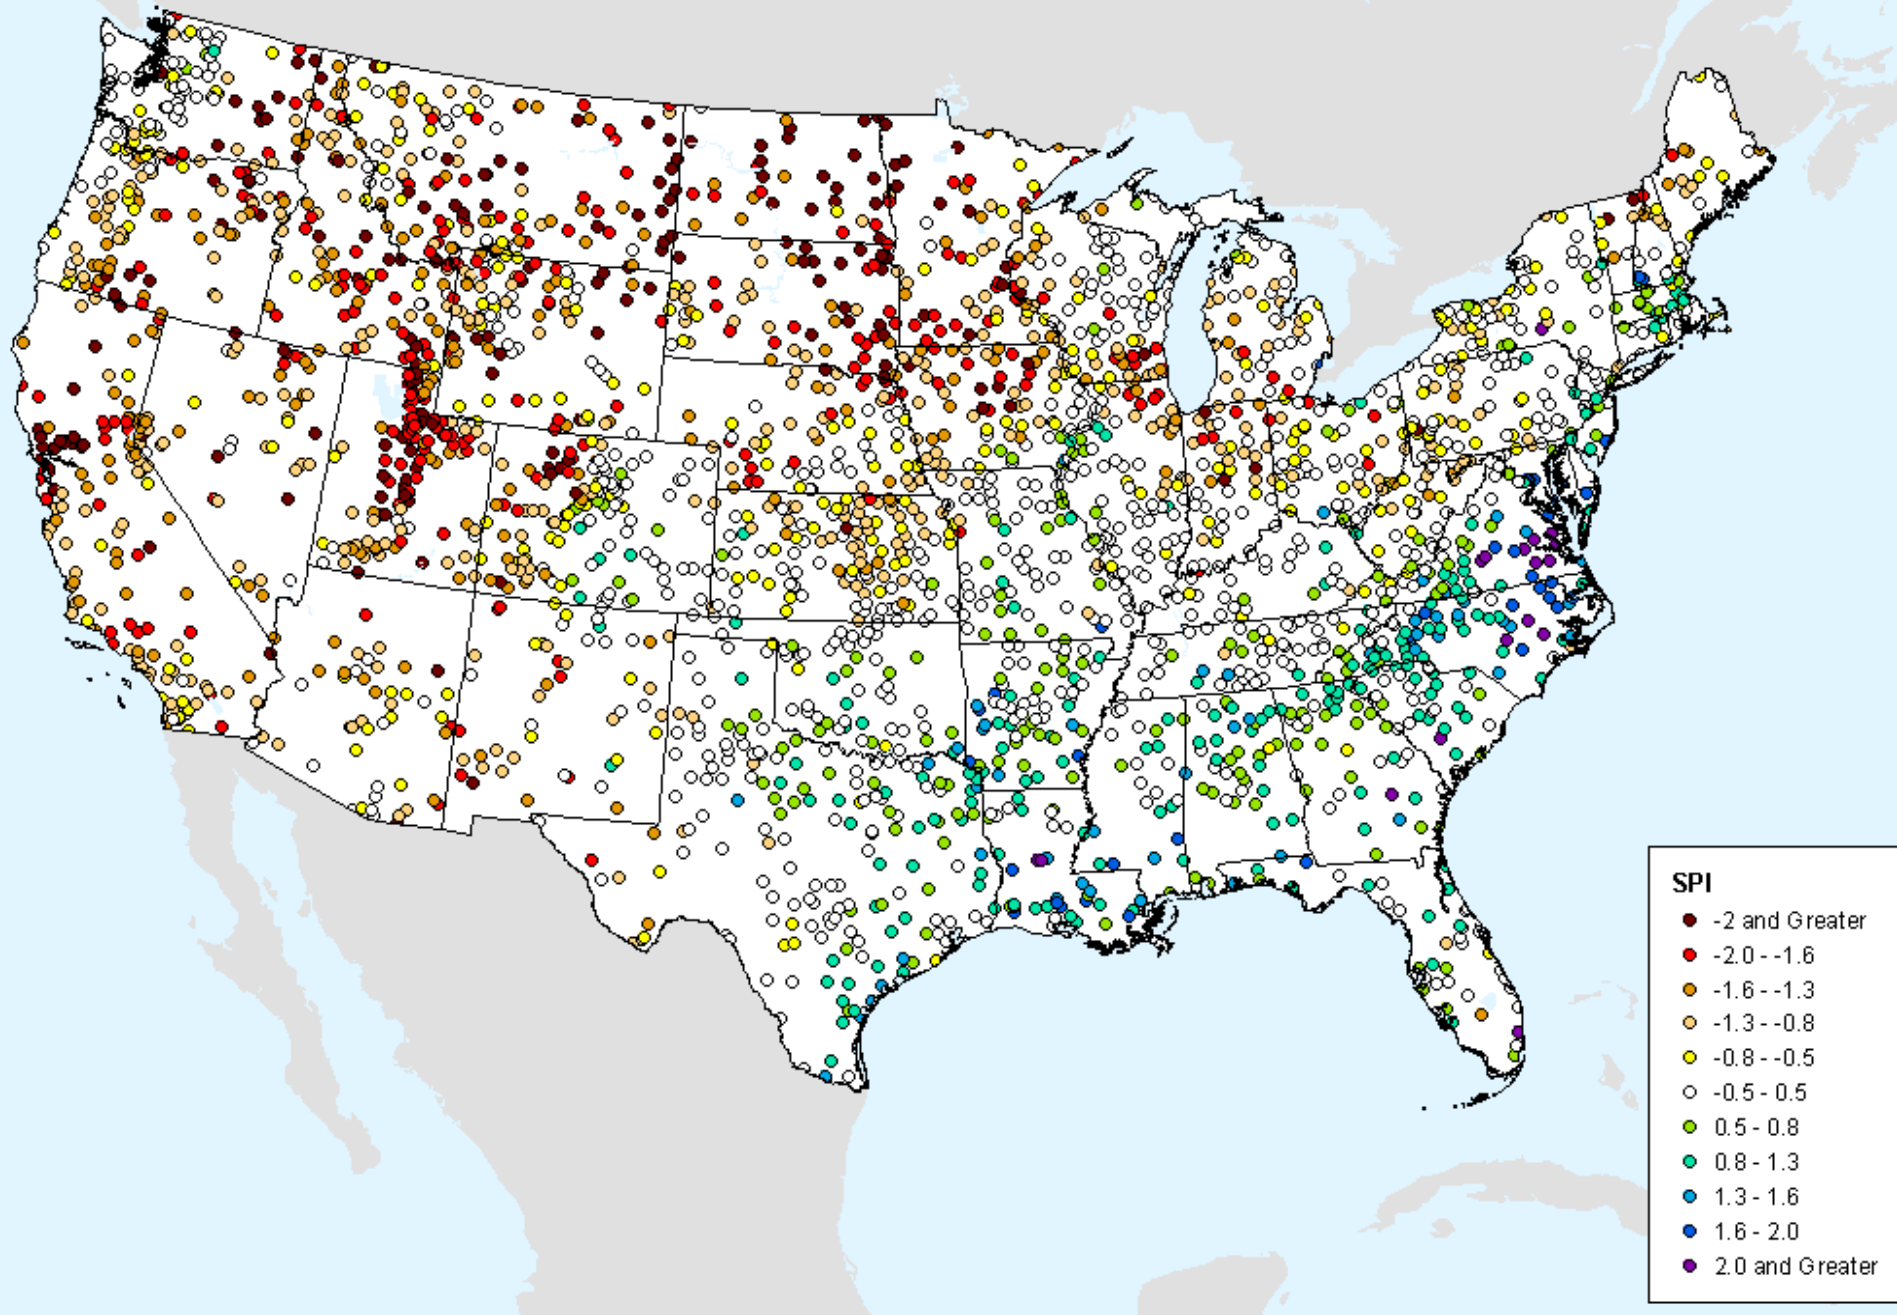 SPI
-2 and Greater
-2.0 - -1.6
-1.6 - -1.3
-1.3 - -0.8
-0.8 - -0.5
-0.5 - 0.5
0.5 - 0.8
0.8 - 1.3
1.3 - 1.6
1.6 - 2.0
2.0 and Greater